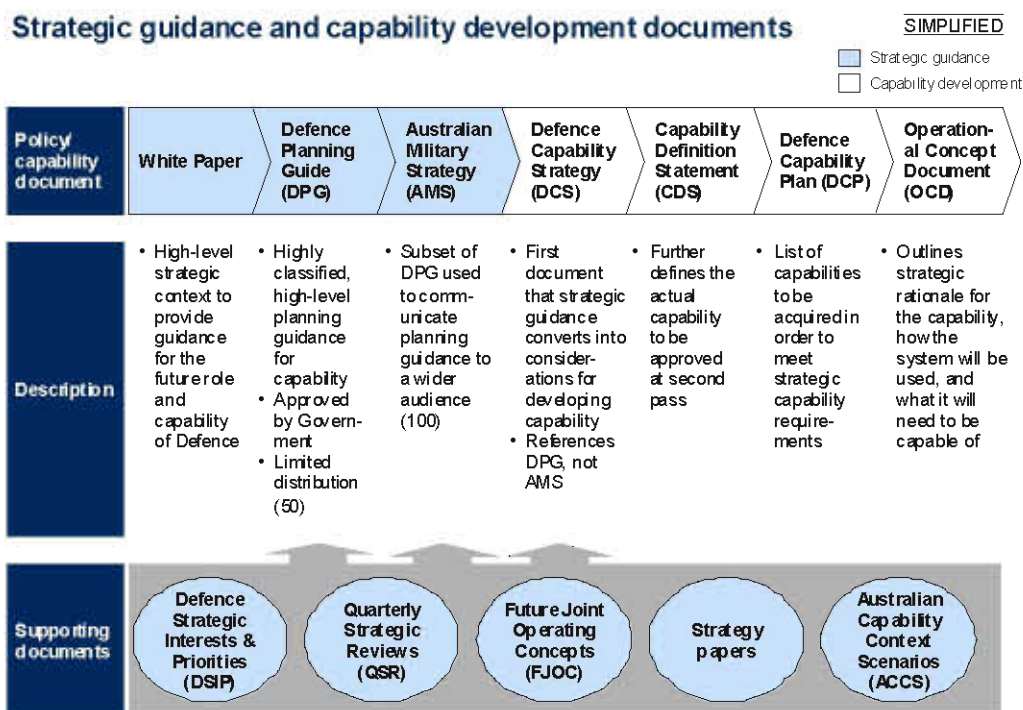 Strategic guidance and capability development documents
SIMPLIFIED
Strategic guidance
Capability development
Policy/
capability
document
White Paper
Defence
Planning
Guide
(DPG)
Australian
Military
Strategy
(AMS)
Defence
Capability
Strategy
(DCS)
Capability
Definition
Statement
(CDS)
Defence
Capability
Plan (DCP)
Operation-
al Concept
Document
(OCD)
Description
• High-level
strategic
context to
provide
guidance
for the
future role
and
capability
of Defence
• Highly
classified,
high-level
planning
guidance
for
capability
• Approved
by Govern-
ment
• Limited
distribution
(50)
• Subset of
DPG used
to comm-
unicate
planning
guidance to
a wider
audience
(100)
• First
document
that strategic
guidance
converts into
consider-
ations for
developing
capability
• References
DPG, not
AMS
• Further
defines the
actual
capability
to be
approved
at second
pass
• List of
capabilities
to be
acquired in
order to
meet
strategic
capability
require-
ments
• Outlines
strategic
rationale for
the capability,
how the
system will be
used, and
what it will
need to be
capable of
Supporting
documents
Defence
Strategic
Interests &
Priorities
(DSIP)
Quarterly
Strategic
Reviews
(QSR)
Future Joint
Operating
Concepts
(FJOC)
Strategy
papers
Australian
Capability
Context
Scenarios
(ACCS)